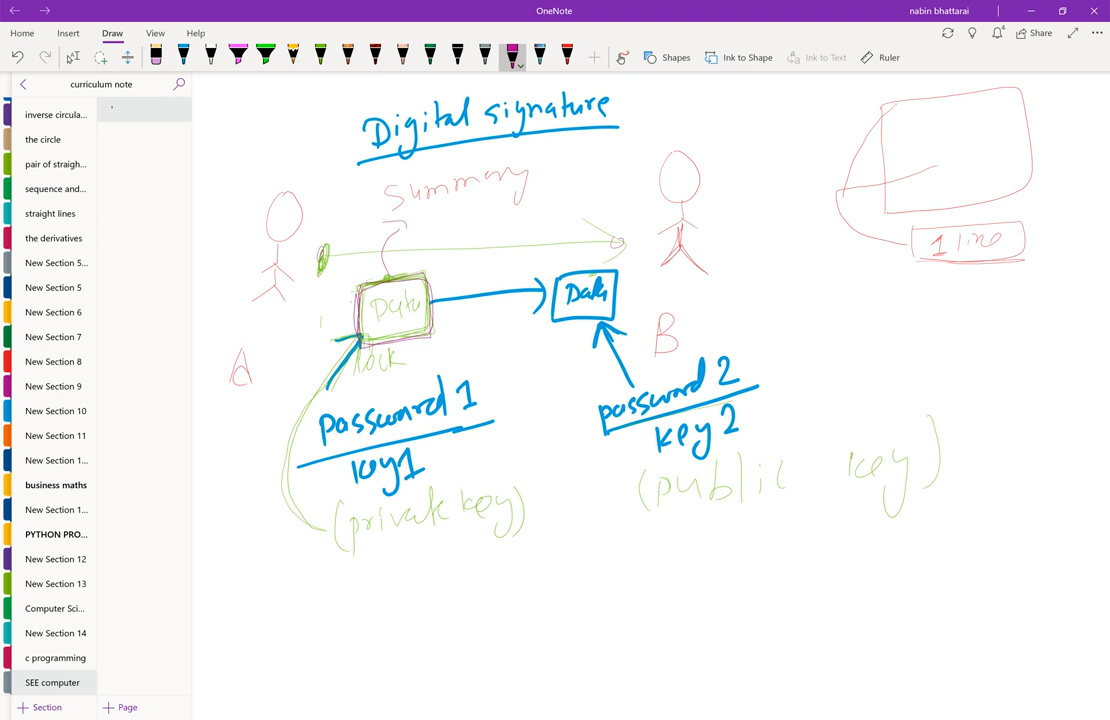 OneNote
nabin bhattarai
Home
Insert
Draw
View
Help
4
Share
Shapes
Ink to Shape
Ink to Text
Ruler
curriculum note
inverse circula...
the circle
pair of straigh...
sequence and...
straight lines
the derivatives
New Section 5...
New Section 5
New Section 6
New Section 7
New Section 8
New Section 9
New Section 10
New Section 11
New Section 1...
business maths
New Section 1...
PYTHON PRO...
New Section 12
New Section 13
Computer Sci...
New Section 14
c programming
SEE computer
Section
Page
Digital signature
Summary
1 line
Data
Data
lock
A
B
password 1
key1
(private key)
password 2
key 2
(public key)